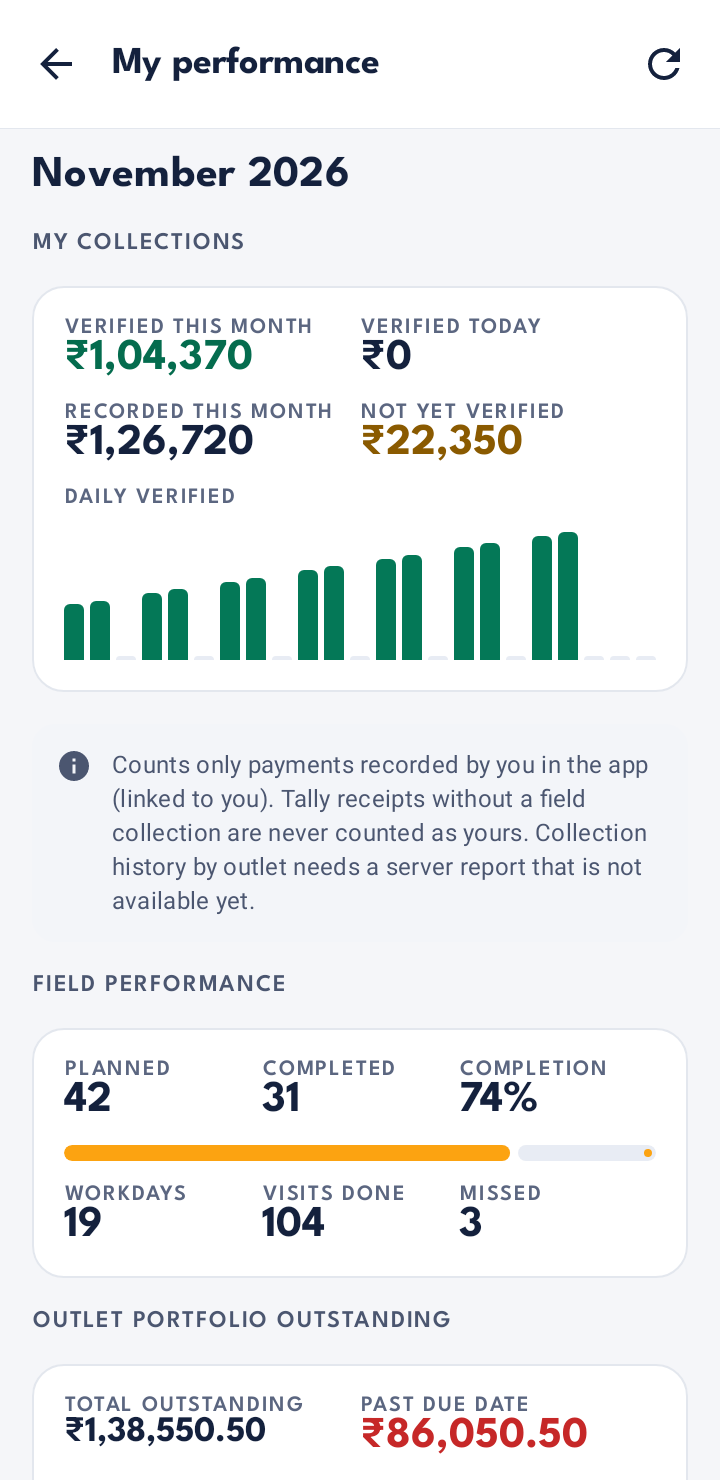 My performance
November 2026
MY COLLECTIONS
VERIFIED THIS MONTH VERIFIED TODAY
₹1,04,370 ₹0
RECORDED THIS MONTH NOT YET VERIFIED
₹1,26,720 ₹22,350
DAILY VERIFIED
Counts only payments recorded by you in the app
(linked to you). Tally receipts without a field
collection are never counted as yours. Collection
history by outlet needs a server report that is not
available yet.
FIELD PERFORMANCE
PLANNED COMPLETED COMPLETION
42 31 74%
WORKDAYS VISITS DONE MISSED
19 104 3
OUTLET PORTFOLIO OUTSTANDING
TOTAL OUTSTANDING PAST DUE DATE
₹1,38,550.50 ₹86,050.50